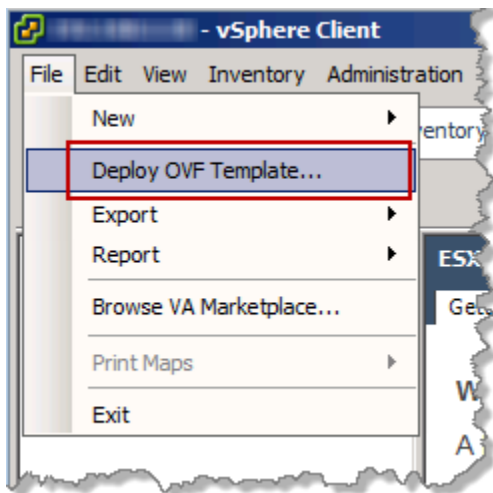 - vSphere Client
File Edit View Inventory Administration
New
Deploy OVF Template...
Export
Report
Browse VA Marketplace...
Print Maps
Exit
ESX